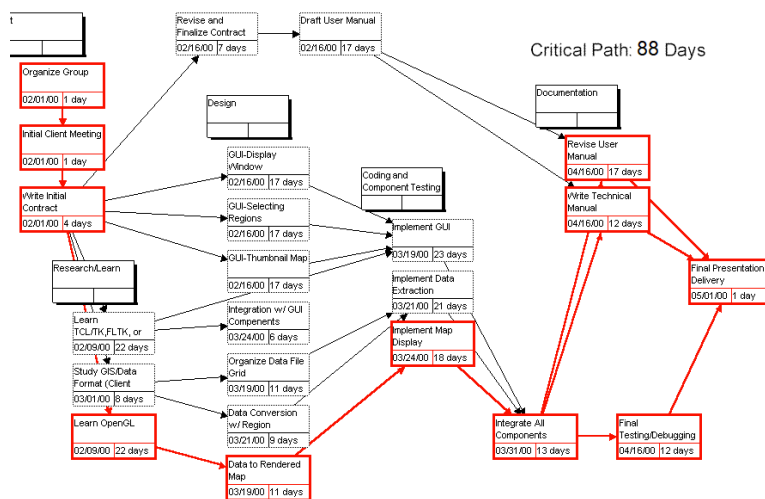 t
Revise and
Finalize Contract
02/16/00 7 days
Draft User Manual
02/16/00 17 days
Critical Path: 88 Days
Organize Group
02/01/00 1 day
Initial Client Meeting
02/01/00 1 day
Write Initial
Contract
02/01/00 4 days
Design
Documentation
GUI-Display
Window
02/16/00 17 days
GUI-Selecting
Regions
02/16/00 17 days
GUI-Thumbnail Map
02/16/00 17 days
Coding and
Component Testing
Revise User
Manual
04/16/00 17 days
Write Technical
Manual
04/16/00 12 days
Implement GUI
03/19/00 23 days
Implement Data
Extraction
03/21/00 21 days
Implement Map
Display
03/24/00 18 days
Final Presentation
Delivery
05/01/00 1 day
Research/Learn
Learn
TCL/TK,FLTK, or
02/09/00 22 days
Study GIS/Data
Format (Client
03/01/00 8 days
Learn OpenGL
02/09/00 22 days
Integration w/ GUI
Components
03/24/00 6 days
Organize Data File
Grid
03/19/00 11 days
Data Conversion
w/ Region
03/21/00 9 days
Data to Rendered
Map
03/19/00 11 days
Integrate All
Components
03/31/00 13 days
Final
Testing/Debugging
04/16/00 12 days